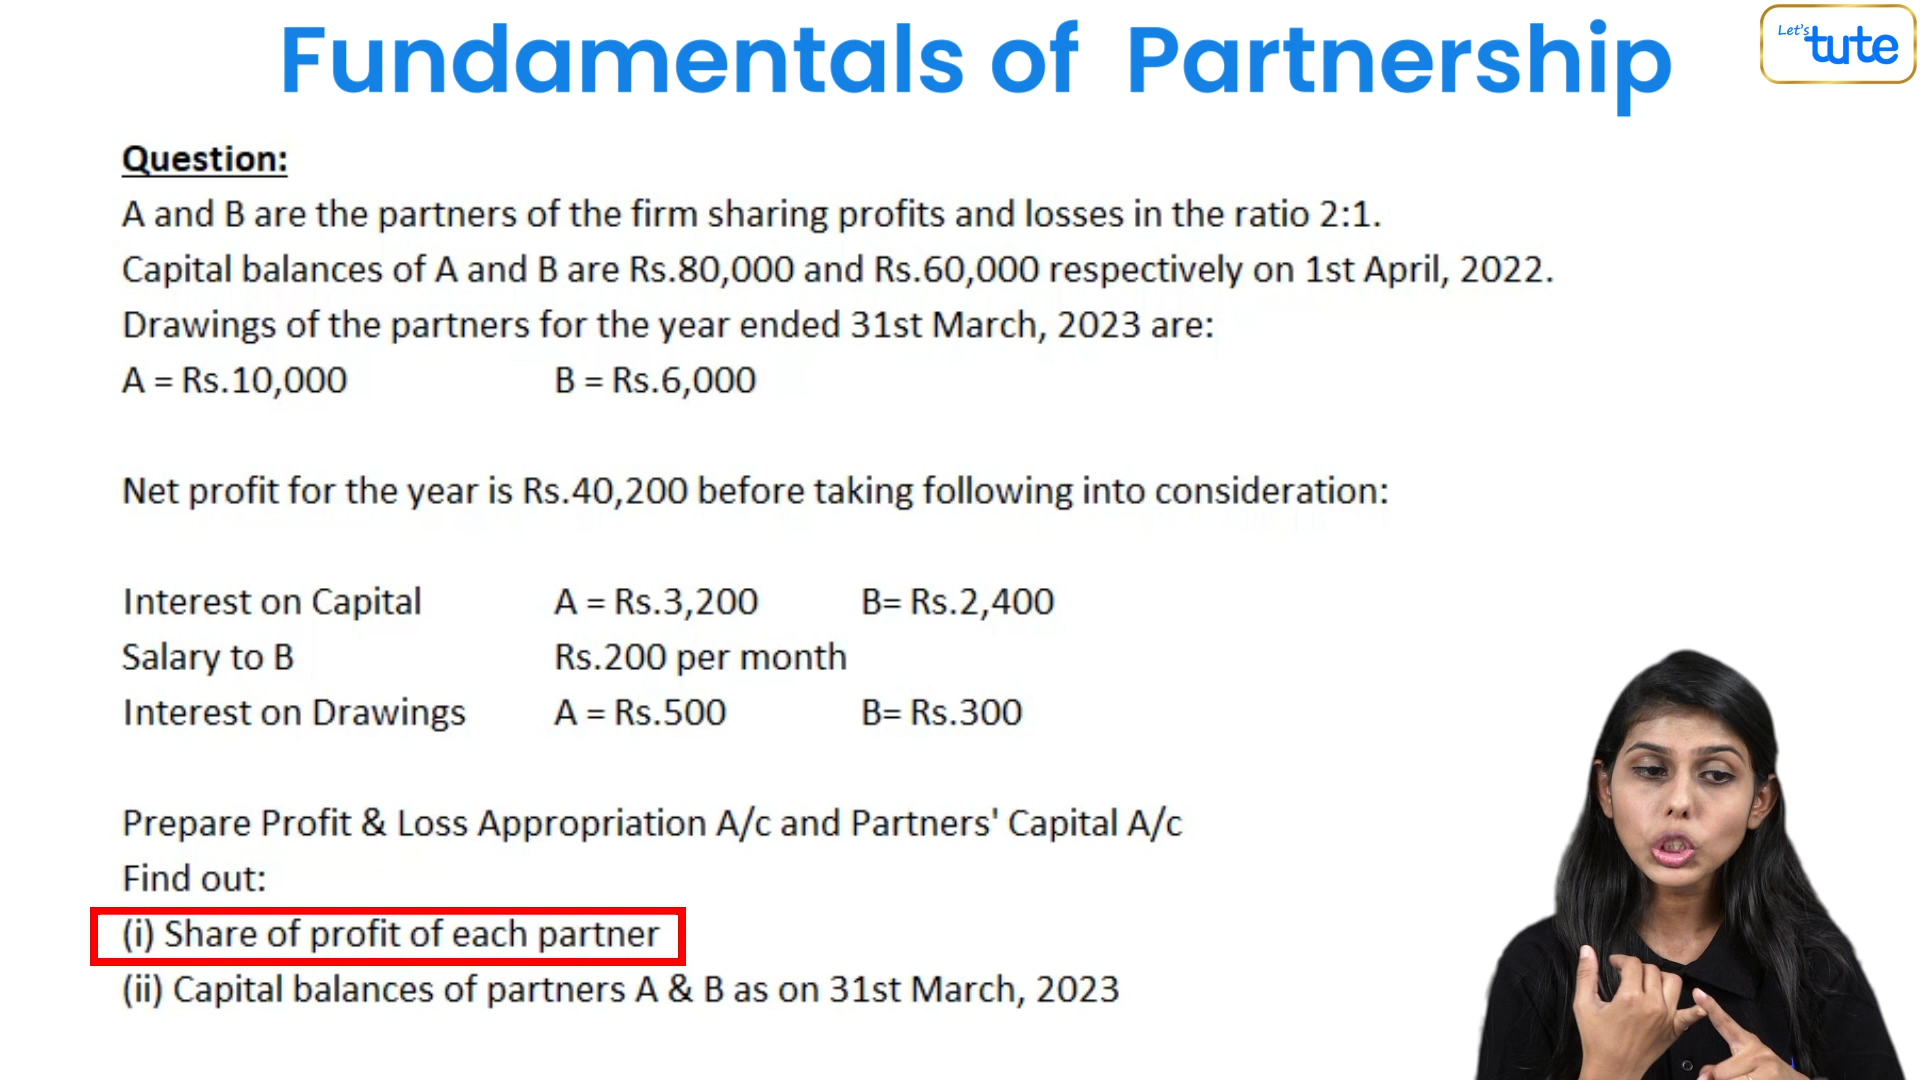 Fundamentals of Partnership
Let's tute
Question:
A and B are the partners of the firm sharing profits and losses in the ratio 2:1.
Capital balances of A and B are Rs.80,000 and Rs.60,000 respectively on 1st April, 2022.
Drawings of the partners for the year ended 31st March, 2023 are:
A = Rs.10,000 B = Rs.6,000
Net profit for the year is Rs.40,200 before taking following into consideration:
Interest on Capital A = Rs.3,200 B= Rs.2,400
Salary to B Rs.200 per month
Interest on Drawings A = Rs.500 B= Rs.300
Prepare Profit & Loss Appropriation A/c and Partners' Capital A/c
Find out:
(i) Share of profit of each partner
(ii) Capital balances of partners A & B as on 31st March, 2023